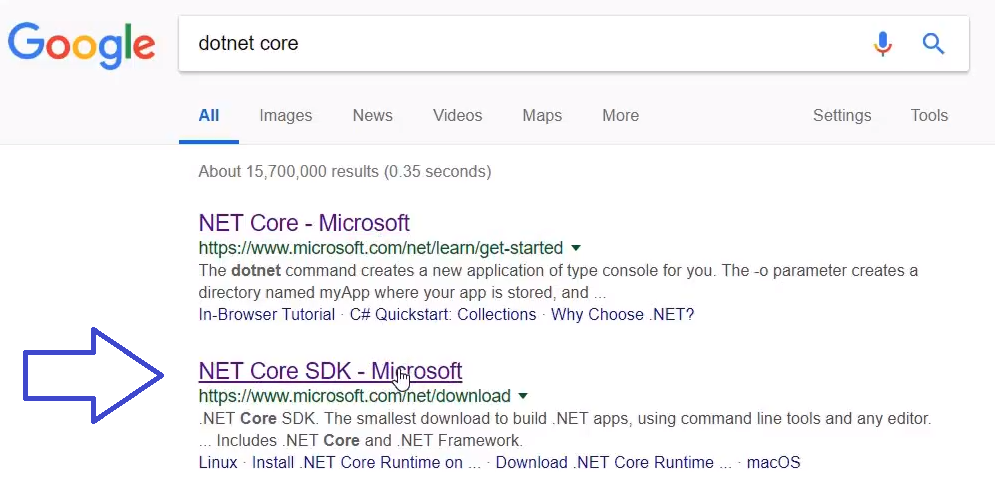 Google
dotnet core
All Images News Videos Maps More Settings Tools
About 15,700,000 results (0.35 seconds)
NET Core - Microsoft
https://www.microsoft.com/net/learn/get-started
The dotnet command creates a new application of type console for you. The -o parameter creates a
directory named myApp where your app is stored, and ...
In-Browser Tutorial · C# Quickstart: Collections · Why Choose .NET?
NET Core SDK - Microsoft
https://www.microsoft.com/net/download
.NET Core SDK. The smallest download to build .NET apps, using command line tools and any editor.
... Includes .NET Core and .NET Framework.
Linux · Install .NET Core Runtime on ... · Download .NET Core Runtime ... · macOS